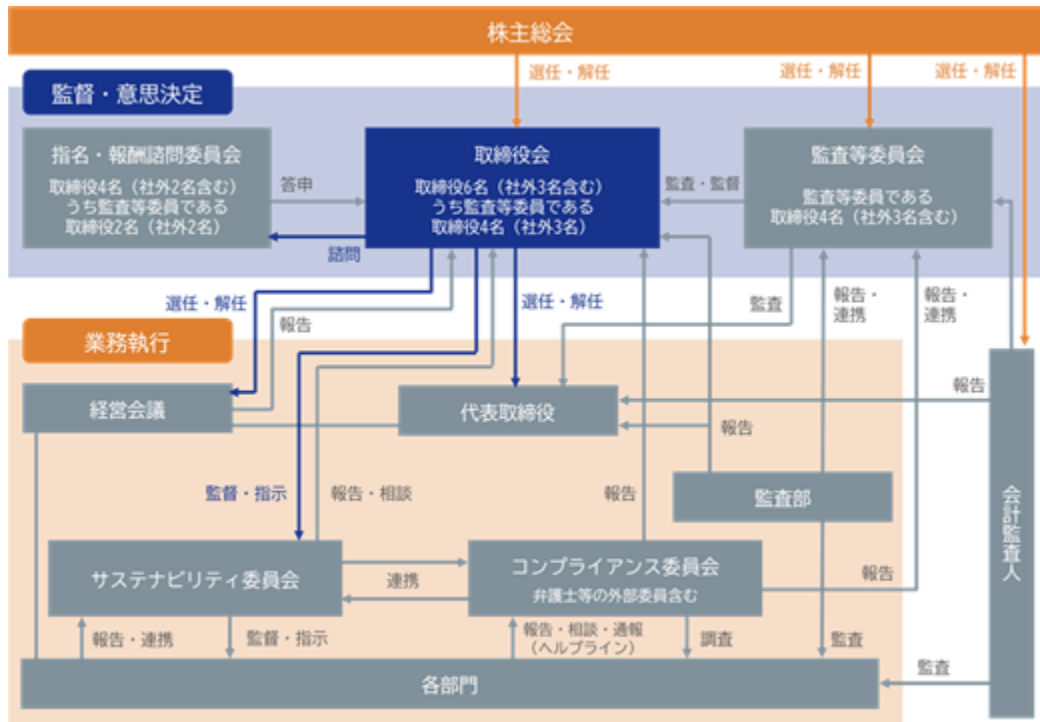 株主総会
選任・解任
選任・解任
選任・解任
監督・意思決定
指名・報酬諮問委員会
取締役4名（社外2名含む）
うち監査等委員である
取締役2名（社外2名）
答申
諮問
取締役会
取締役6名（社外3名含む）
うち監査等委員である
取締役4名（社外3名）
監査・監督
監査等委員会
監査等委員である
取締役4名（社外3名含む）
選任・解任
報告
選任・解任
監査
報告・
連携
報告・
連携
業務執行
経営会議
代表取締役
報告
報告
監督・指示
報告・相談
報告
監査部
会計監査人
サステナビリティ委員会
連携
コンプライアンス委員会
弁護士等の外部委員含む
報告
報告・連携
監督・指示
報告・相談・通報
（ヘルプライン）
調査
監査
監査
各部門